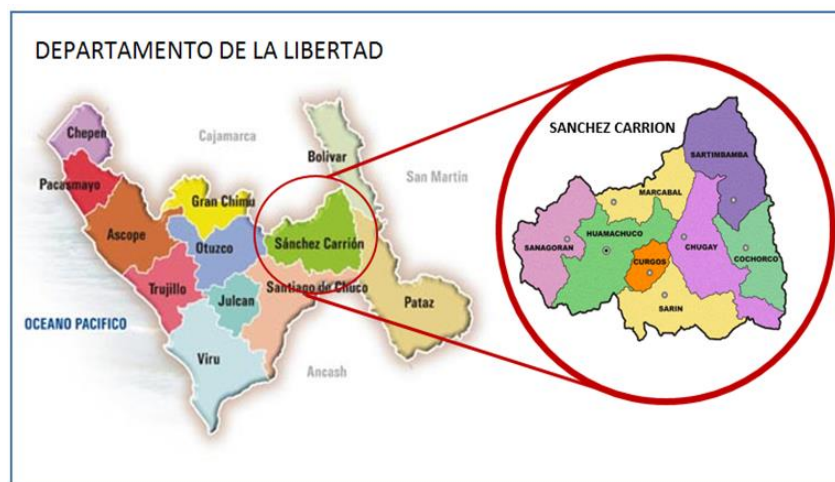 DEPARTAMENTO DE LA LIBERTAD
Chepen
Cajamarca
Bolivar
San Martin
Pacasmayo
Gran Chimu
Ascope
Otuzco
Sánchez Carrión
Trujillo
Julcan
Santiago de Chuco
Pataz
OCEANO PACIFICO
Viru
Ancash
SANCHEZ CARRION
SARTIMBAMBA
MARCABAL
SANAGORAN
HUAMACHUCO
CHUGAY
CURGOS
COCHORCO
SARIN